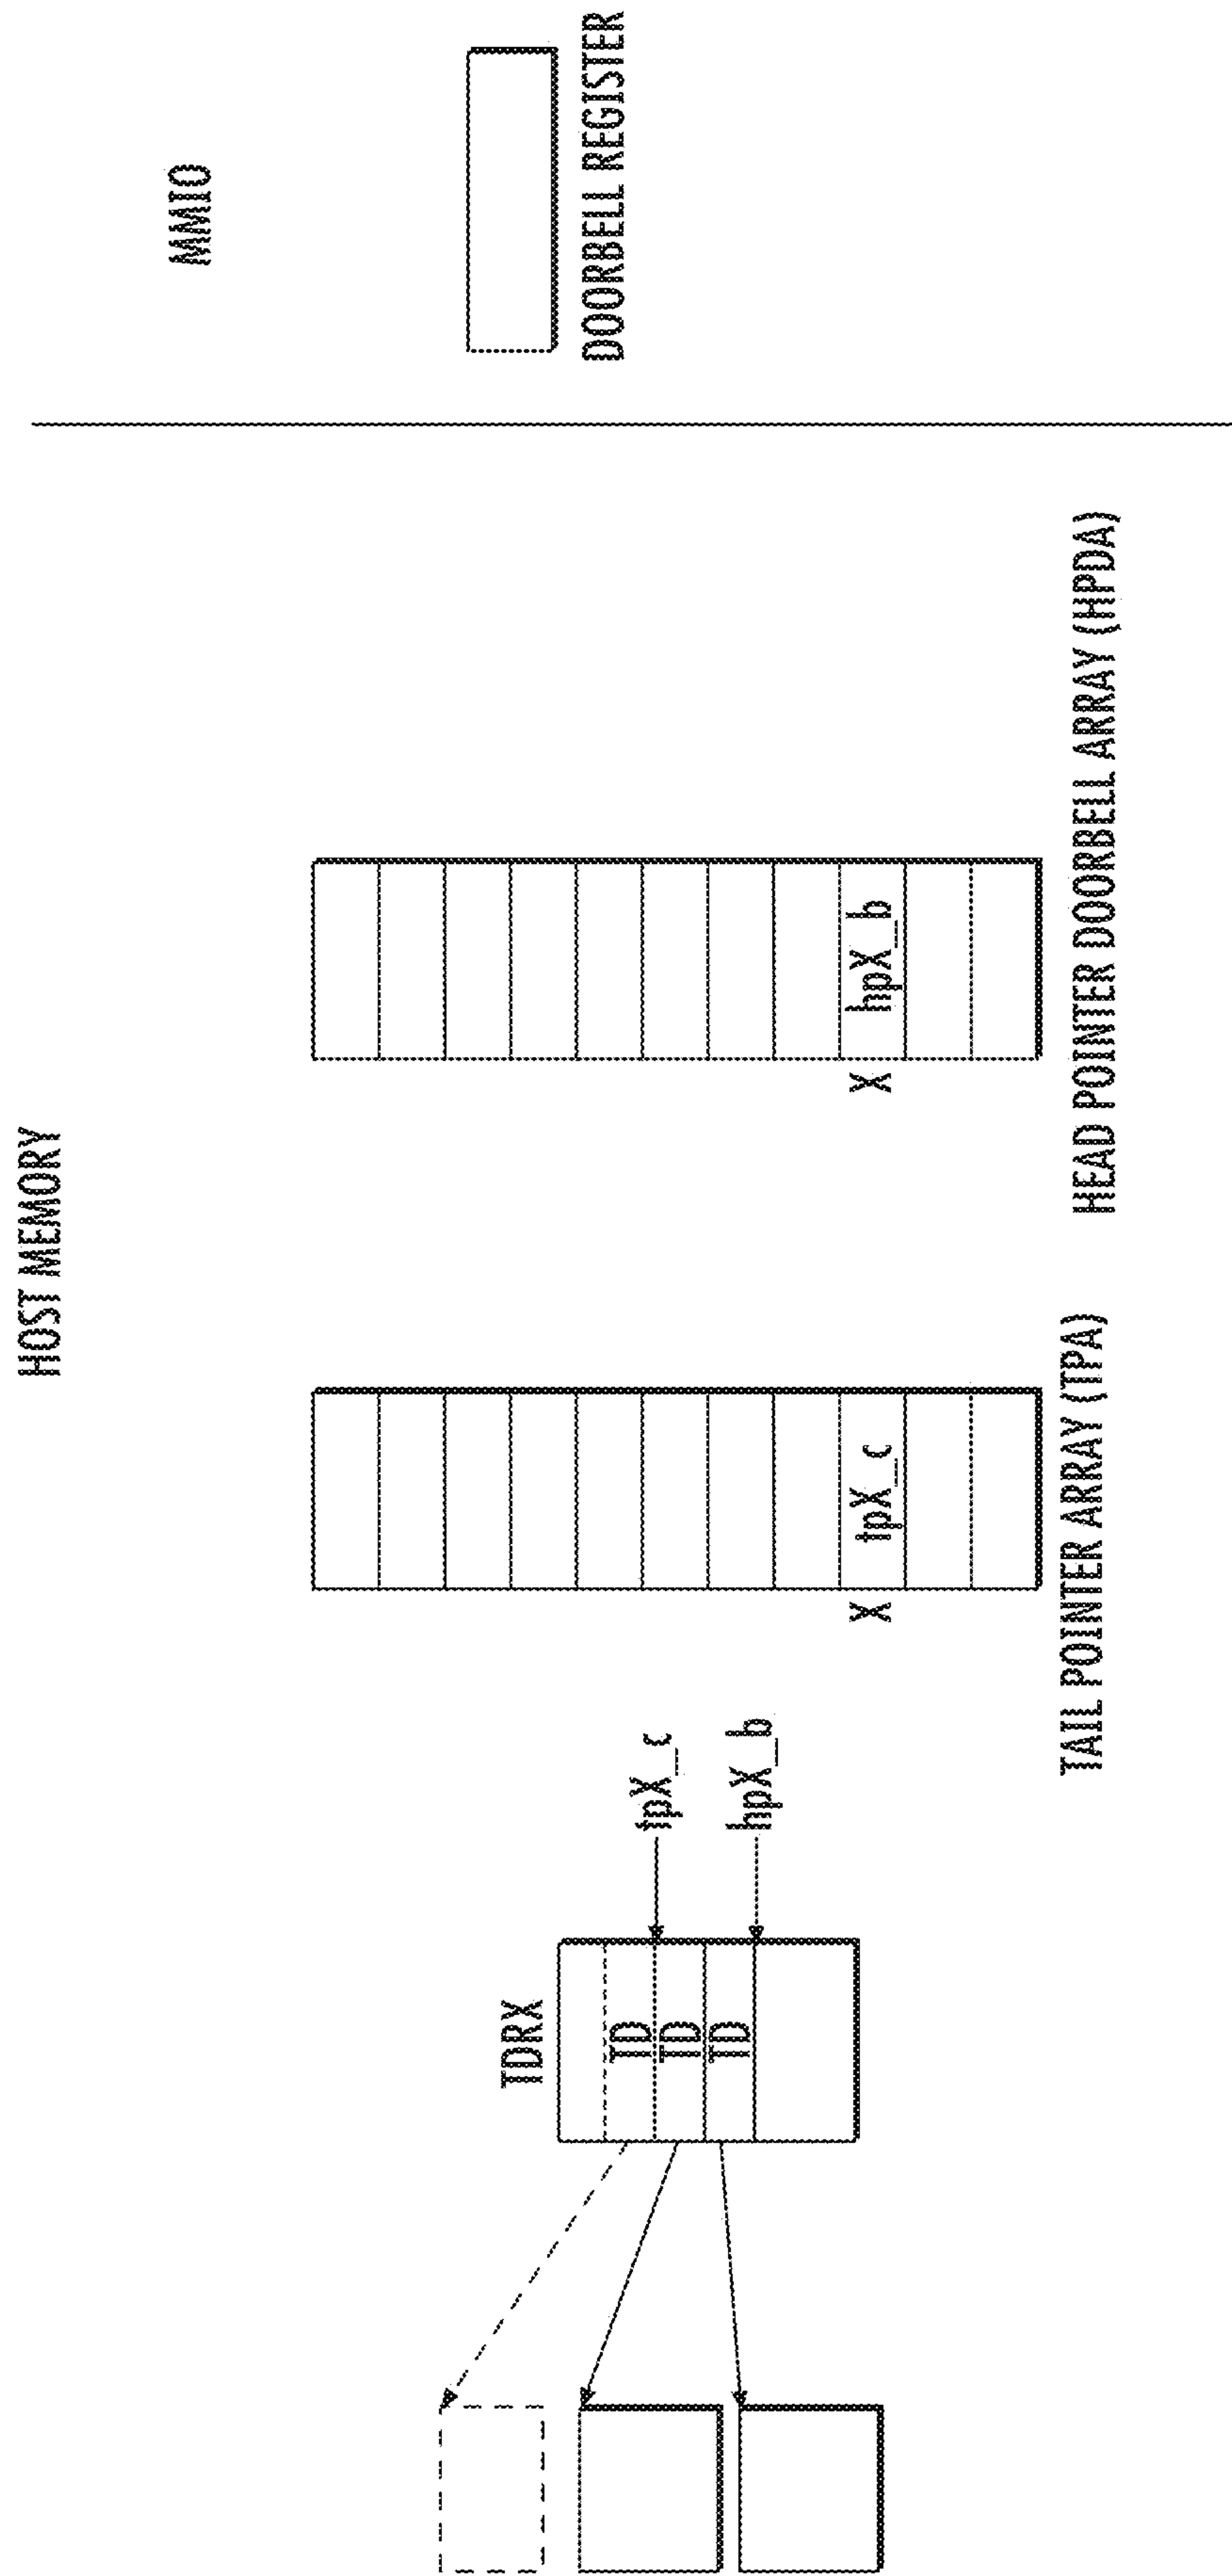 HOST MEMORY
MMIO
TDRX
TD
TD
TD
tpX_c
hpX_b
X
tpX_c
TAIL POINTER ARRAY (TPA)
X
hpX_b
HEAD POINTER DOORBELL ARRAY (HPDA)
DOORBELL REGISTER